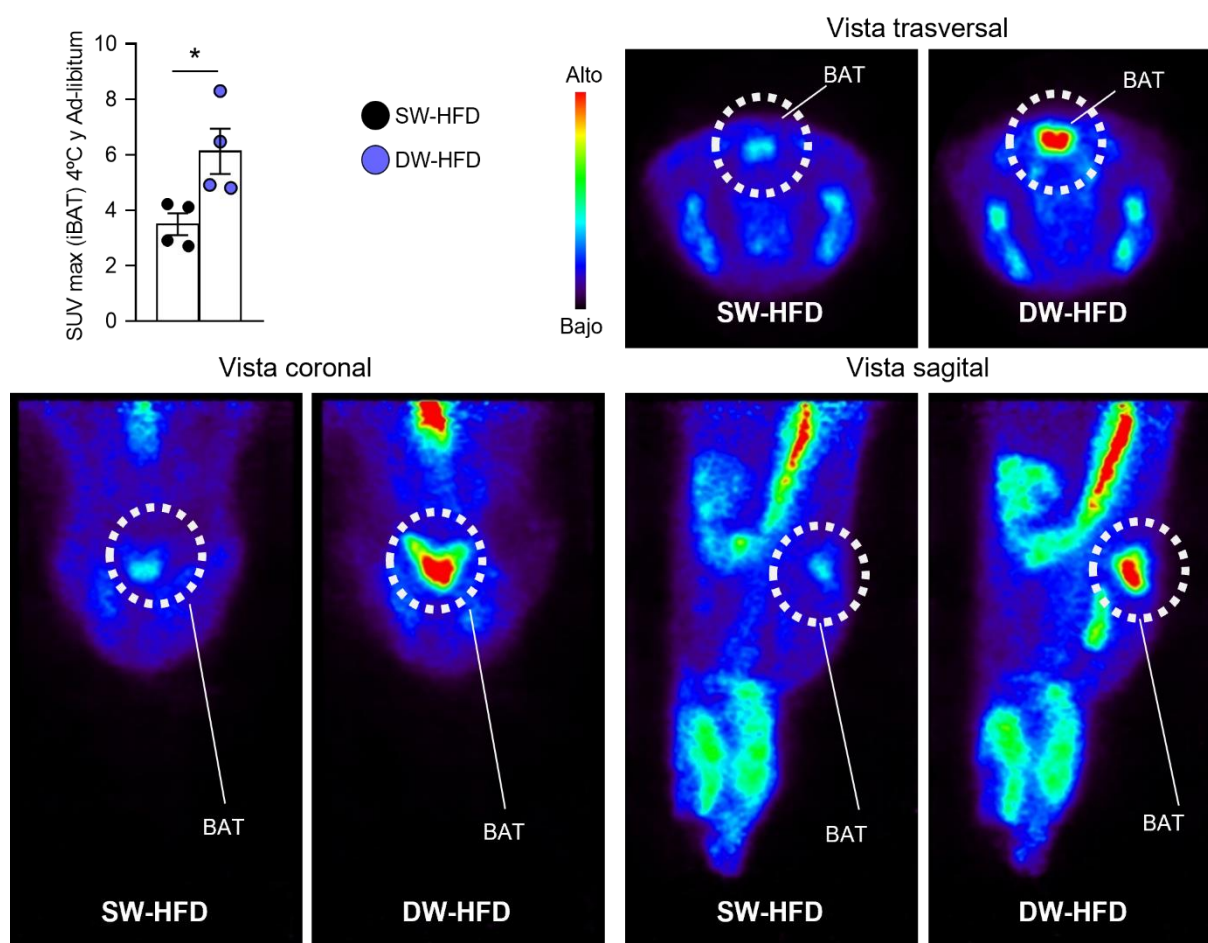 SUV max (iBAT) 4ºC y Ad-libitum
10
8
6
4
2
0
*
SW-HFD
DW-HFD
Alto
Bajo
Vista trasversal
BAT
SW-HFD
BAT
DW-HFD
Vista coronal
BAT
SW-HFD
BAT
DW-HFD
Vista sagital
BAT
SW-HFD
BAT
DW-HFD